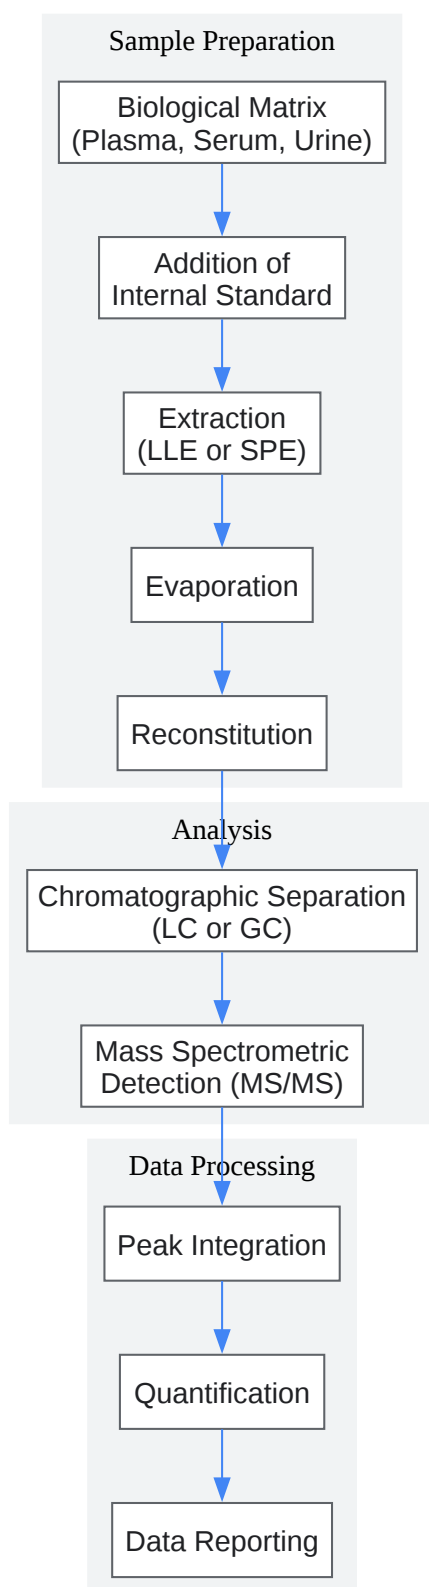 Sample Preparation
Biological Matrix
(Plasma, Serum, Urine)
Addition of
Internal Standard
Extraction
(LLE or SPE)
Evaporation
Reconstitution
Analysis
Chromatographic Separation
(LC or GC)
Mass Spectrometric
Detection (MS/MS)
Data Processing
Peak Integration
Quantification
Data Reporting